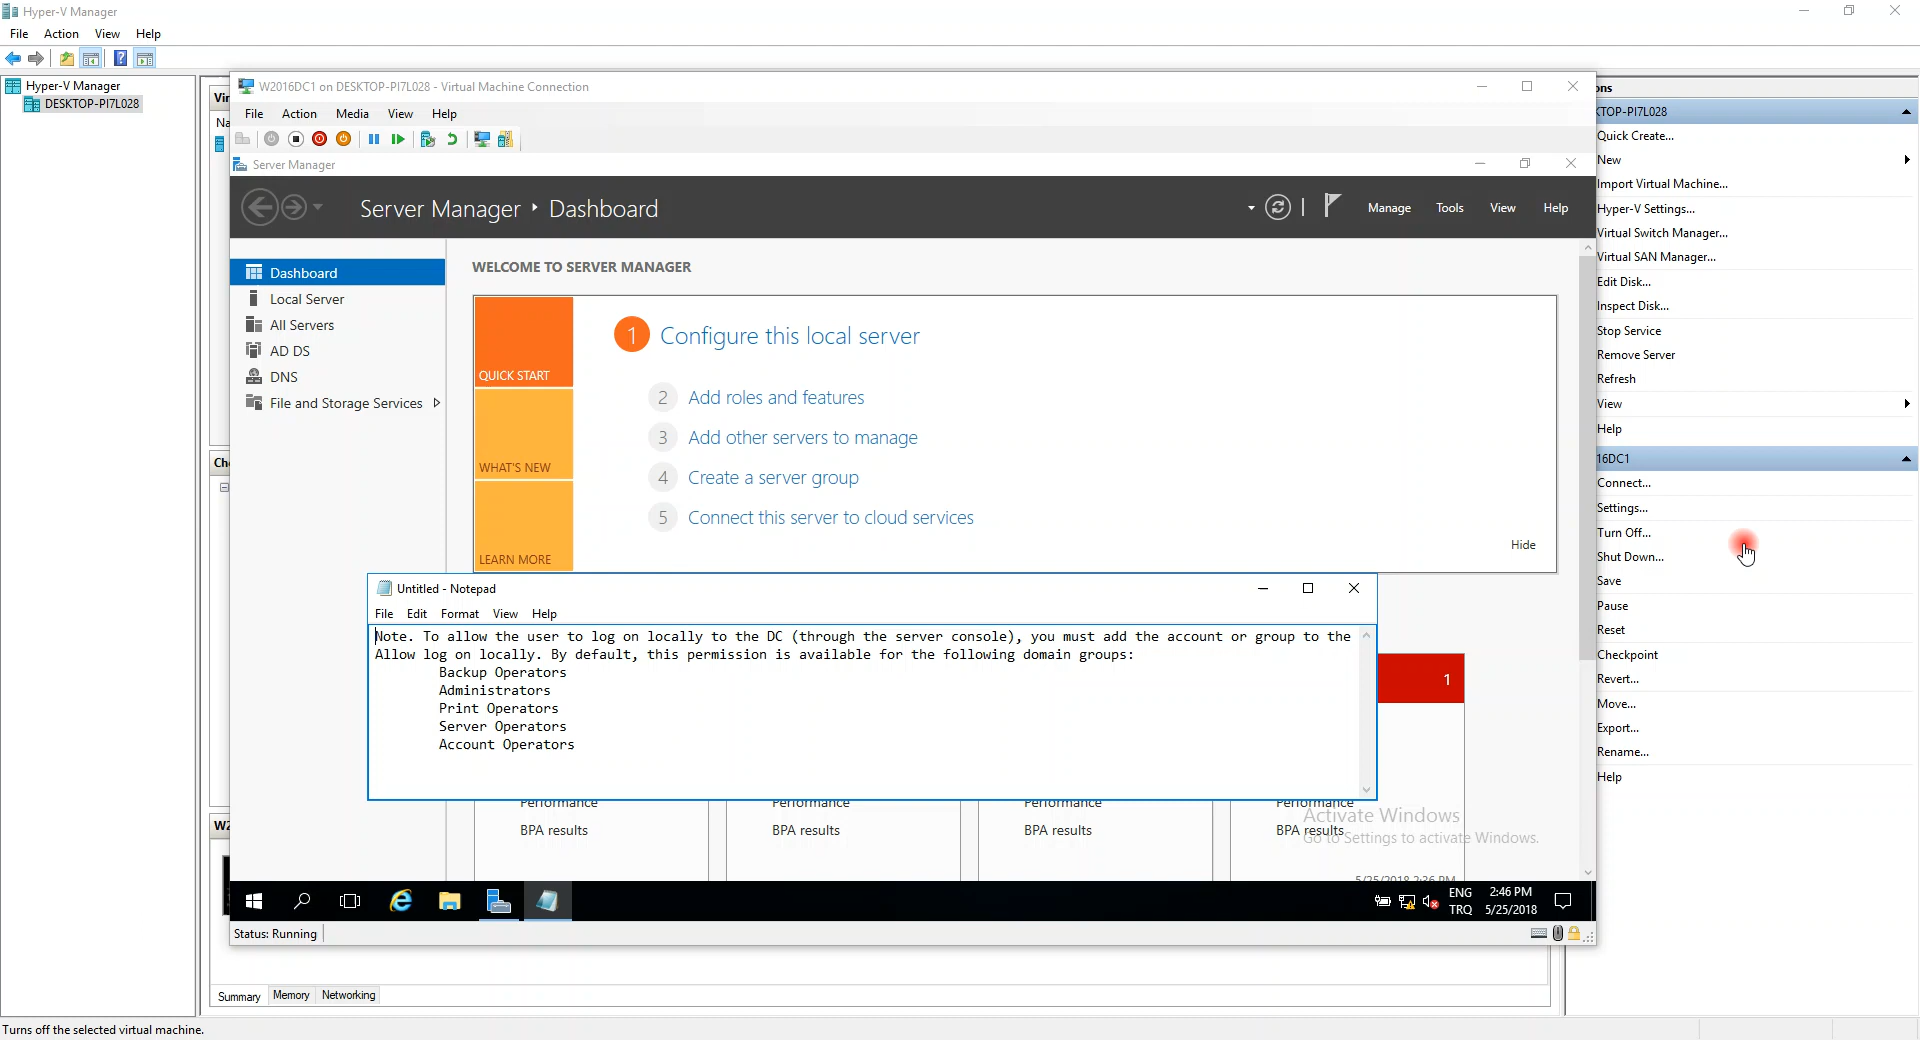 Hyper-V Manager
File Action View Help
Hyper-V Manager
DESKTOP-PI7L028
W2016DC1 on DESKTOP-PI7L028 - Virtual Machine Connection
File Action Media View Help
Server Manager
Server Manager Dashboard
Manage Tools View Help
Dashboard
Local Server
All Servers
AD DS
DNS
File and Storage Services
WELCOME TO SERVER MANAGER
QUICK START
WHAT'S NEW
LEARN MORE
1 Configure this local server
2 Add roles and features
3 Add other servers to manage
4 Create a server group
5 Connect this server to cloud services
Hide
Untitled - Notepad
File Edit Format View Help
Note. To allow the user to log on locally to the DC (through the server console), you must add the account or group to the
Allow log on locally. By default, this permission is available for the following domain groups:
Backup Operators
Administrators
Print Operators
Server Operators
Account Operators
1
Performance Performance Performance Performance
BPA results BPA results BPA results BPA results
Activate Windows
Go to Settings to activate Windows.
5/25/2018 2:36 PM
ENG 2:46 PM
TRQ 5/25/2018
Status: Running
Summary Memory Networking
Turns off the selected virtual machine.
KTOP-PI7L028
Quick Create...
New
Import Virtual Machine...
Hyper-V Settings...
Virtual Switch Manager...
Virtual SAN Manager...
Edit Disk...
Inspect Disk...
Stop Service
Remove Server
Refresh
View
Help
16DC1
Connect...
Settings...
Turn Off...
Shut Down...
Save
Pause
Reset
Checkpoint
Revert...
Move...
Export...
Rename...
Help